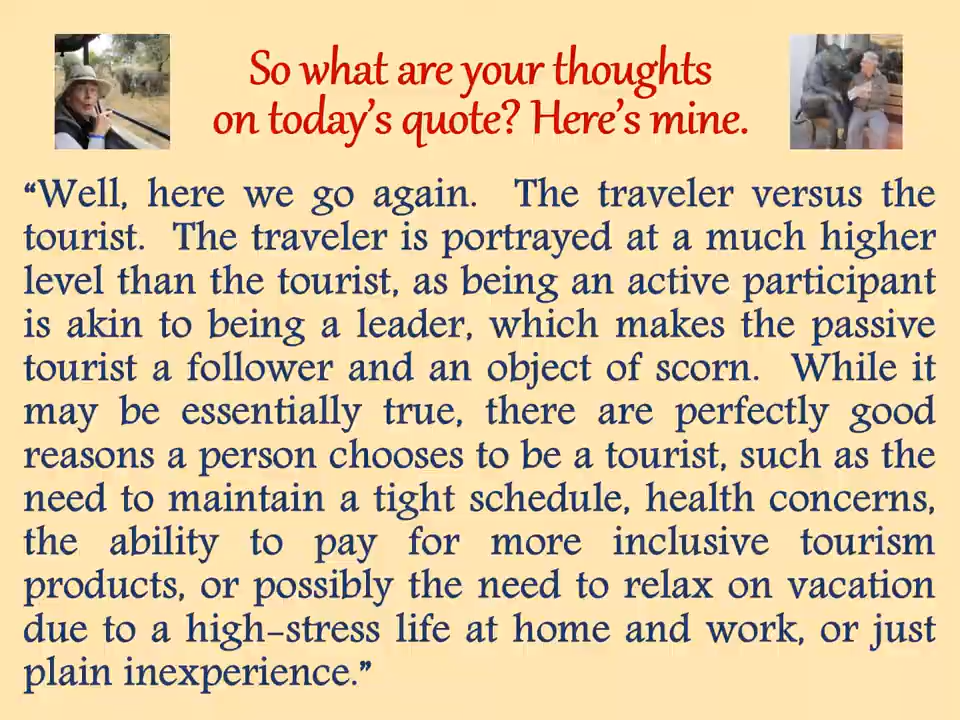 So what are your thoughts
on today's quote? Here's mine.
“Well, here we go again. The traveler versus the
tourist. The traveler is portrayed at a much higher
level than the tourist, as being an active participant
is akin to being a leader, which makes the passive
tourist a follower and an object of scorn. While it
may be essentially true, there are perfectly good
reasons a person chooses to be a tourist, such as the
need to maintain a tight schedule, health concerns,
the ability to pay for more inclusive tourism
products, or possibly the need to relax on vacation
due to a high-stress life at home and work, or just
plain inexperience.”